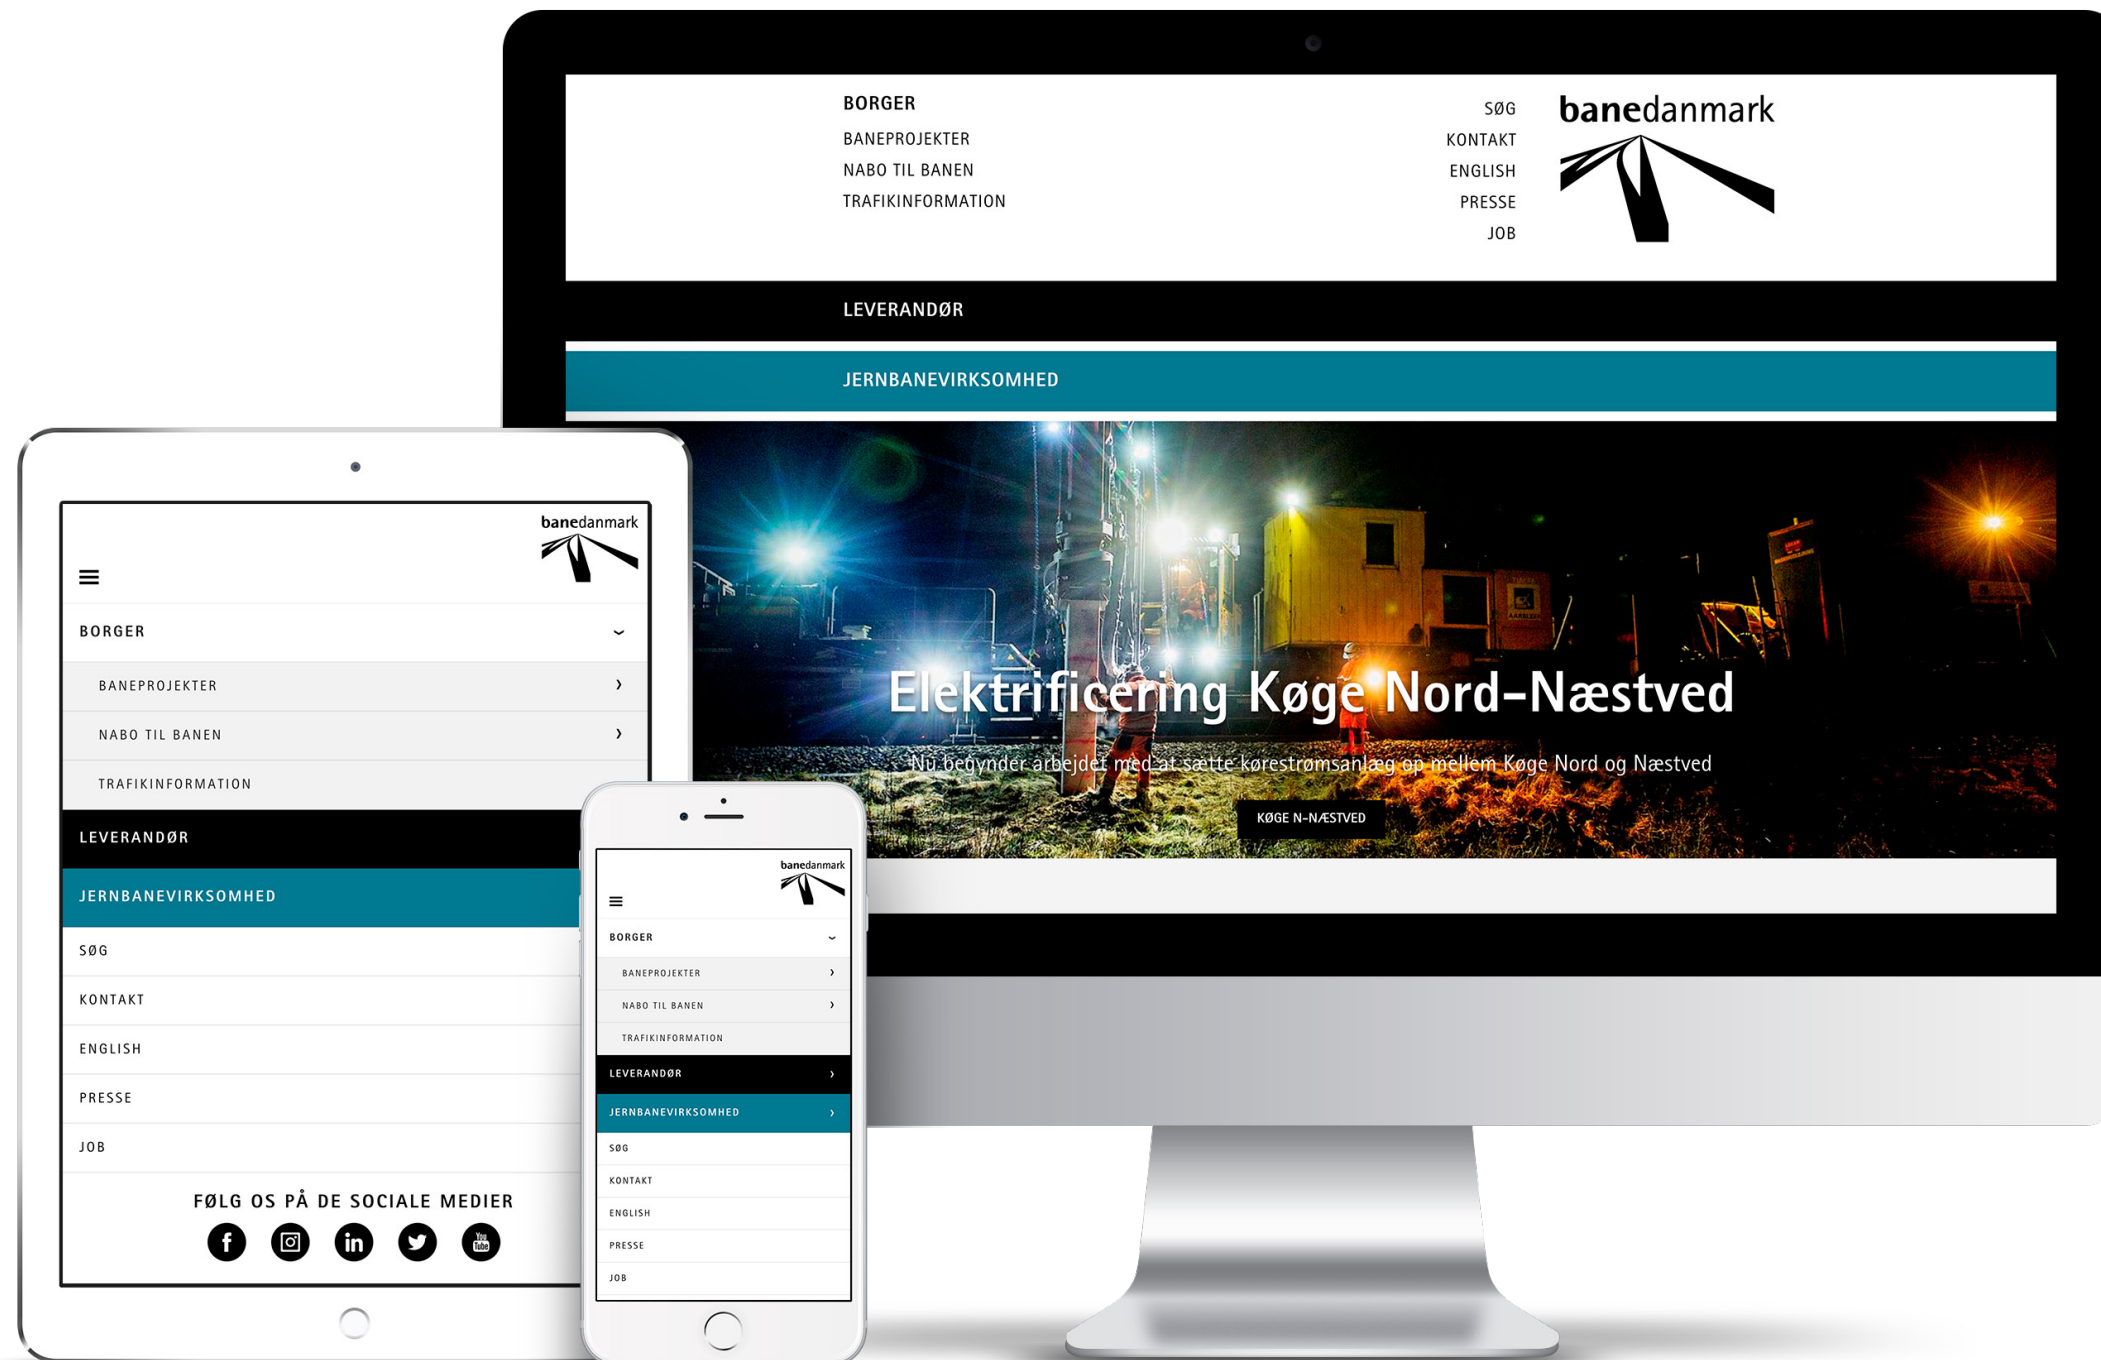 BORGER
BANEPROJEKTER
NABO TIL BANEN
TRAFIKINFORMATION
SØG
KONTAKT
ENGLISH
PRESSE
JOB
banedanmark
LEVERANDØR
JERNBANEVIRKSOMHED
Elektrificering Køge Nord-Næstved
Nu begynder arbejdet med at sætte kørestrømsanlæg op mellem Køge Nord og Næstved
KØGE N-NÆSTVED
banedanmark
BORGER
BANEPROJEKTER
NABO TIL BANEN
TRAFIKINFORMATION
LEVERANDØR
JERNBANEVIRKSOMHED
SØG
KONTAKT
ENGLISH
PRESSE
JOB
FØLG OS PÅ DE SOCIALE MEDIER
f
in
You
Tube
banedanmark
BORGER
BANEPROJEKTER
NABO TIL BANEN
TRAFIKINFORMATION
LEVERANDØR
JERNBANEVIRKSOMHED
SØG
KONTAKT
ENGLISH
PRESSE
JOB